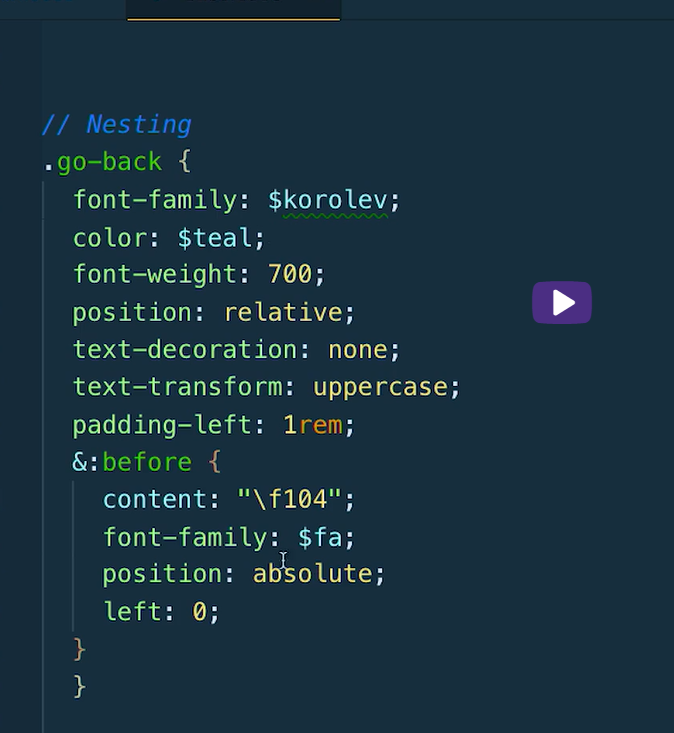 // Nesting
.go-back {
font-family: $korolev;
color: $teal;
font-weight: 700;
position: relative;
text-decoration: none;
text-transform: uppercase;
padding-left: 1rem;
&:before {
content: "\f104";
font-family: $fa;
position: absolute;
left: 0;
}
}